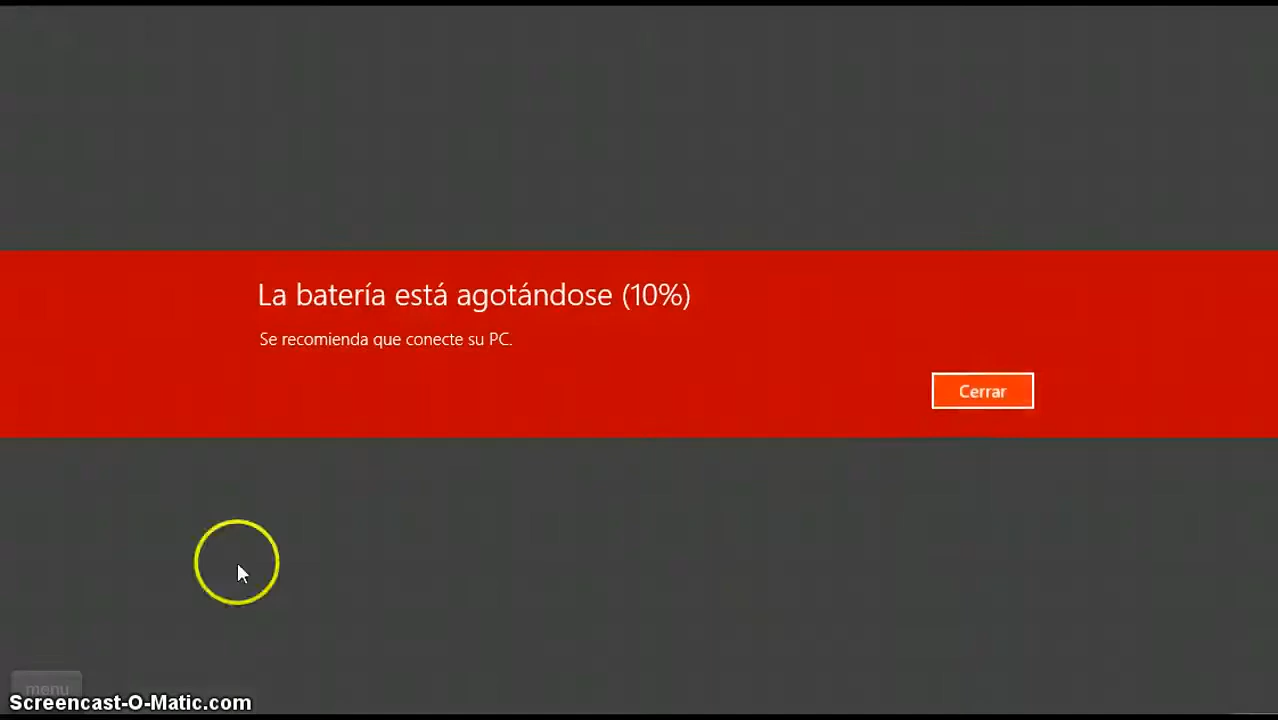 La batería está agotándose (10%)
Se recomienda que conecte su PC.
Cerrar
menu
Screencast-O-Matic.com